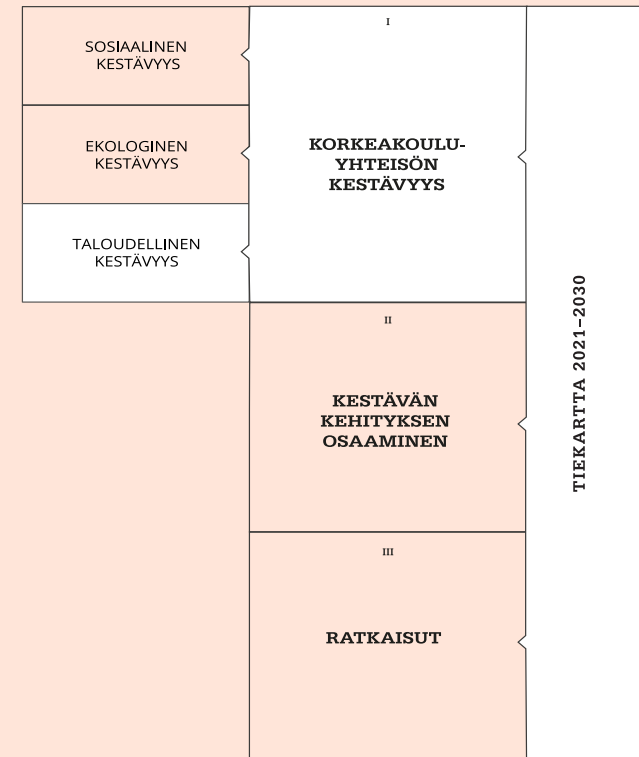 SOSIAALINEN
KESTÄVYYS
EKOLOGINEN
KESTÄVYYS
TALOUDELLINEN
KESTÄVYYS
I
KORKEAKOULU-
YHTEISÖN
KESTÄVYYS
II
KESTÄVÄN
KEHITYKSEN
OSAAMINEN
III
RATKAISUT
TIEKARTTA 2021–2030